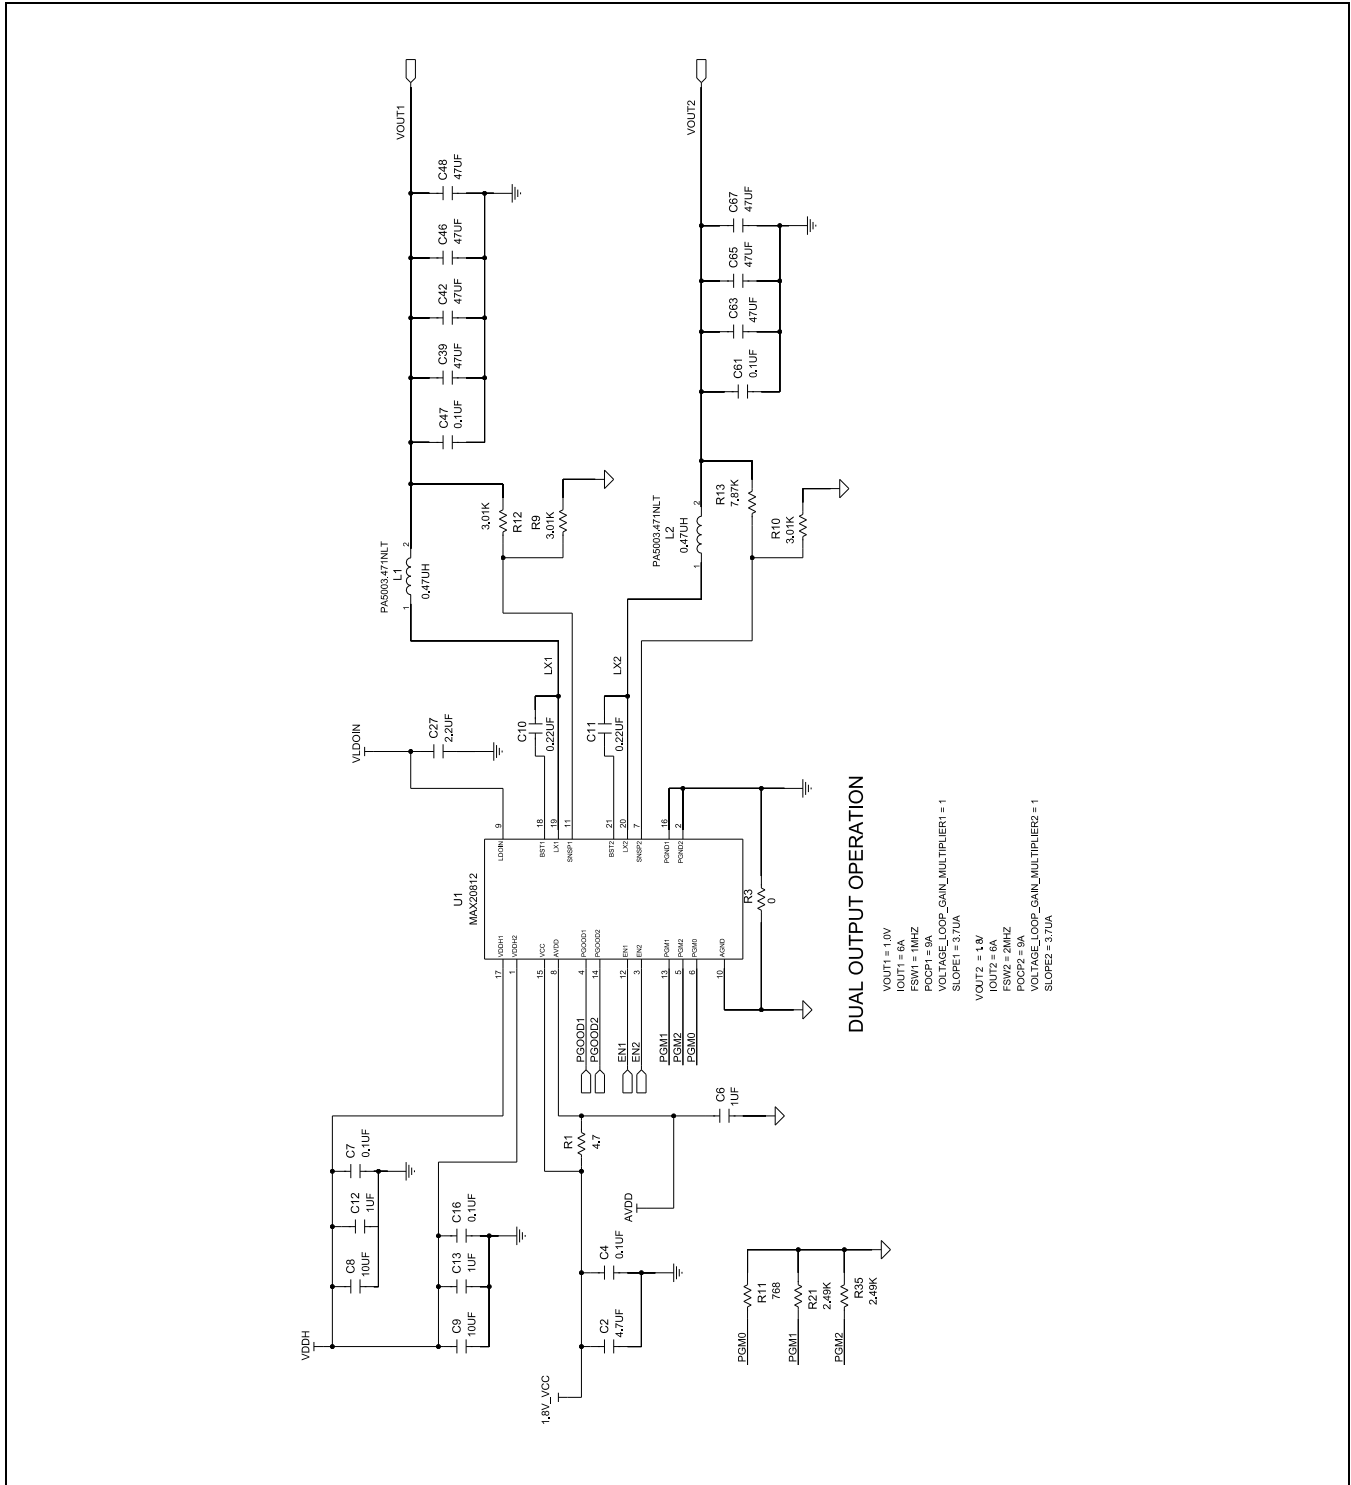 VOUT1
C48
47UF
C46
47UF
C42
47UF
C39
47UF
C47
0.1UF
VOUT2
C67
47UF
C65
47UF
C63
47UF
C61
0.1UF
3.01K
R12
R9
3.01K
R13
7.87K
R10
3.01K
PA5003.471NLT
L1
0.47UH
1
2
PA5003.471NLT
L2
0.47UH
1
2
LX1
LX2
VLDOIN
C27
2.2UF
C10
0.22UF
C11
0.22UF
9
18
19
11
21
20
7
16
2
LDOIN
BST1
LX1
SNSP1
BST2
LX2
SNSP2
PGND1
PGND2
U1
MAX20812
R3
0
VDDH1
VDDH2
VCC
AVDD
PGOOD1
PGOOD2
EN1
EN2
PGM1
PGM2
PGM0
AGND
17
1
15
8
4
14
12
3
13
5
6
10
PGOOD1
PGOOD2
EN1
EN2
PGM1
PGM2
PGM0
C7
0.1UF
C12
1UF
C8
10UF
VDDH
C16
0.1UF
C13
1UF
C9
10UF
R1
4.7
C6
1UF
AVDD
C4
0.1UF
C2
4.7UF
1.8V_VCC
R11
768
R21
2.49K
R35
2.49K
PGM0
PGM1
PGM2
DUAL OUTPUT OPERATION
VOUT1 = 1.0V
IOUT1 = 6A
FSW1 = 1MHZ
POCP1 = 9A
VOLTAGE_LOOP_GAIN_MULTIPLIER1 = 1
SLOPE1 = 3.7UA
VOUT2 = 1.8V
IOUT2 = 6A
FSW2 = 2MHZ
POCP2 = 9A
VOLTAGE_LOOP_GAIN_MULTIPLIER2 = 1
SLOPE2 = 3.7UA